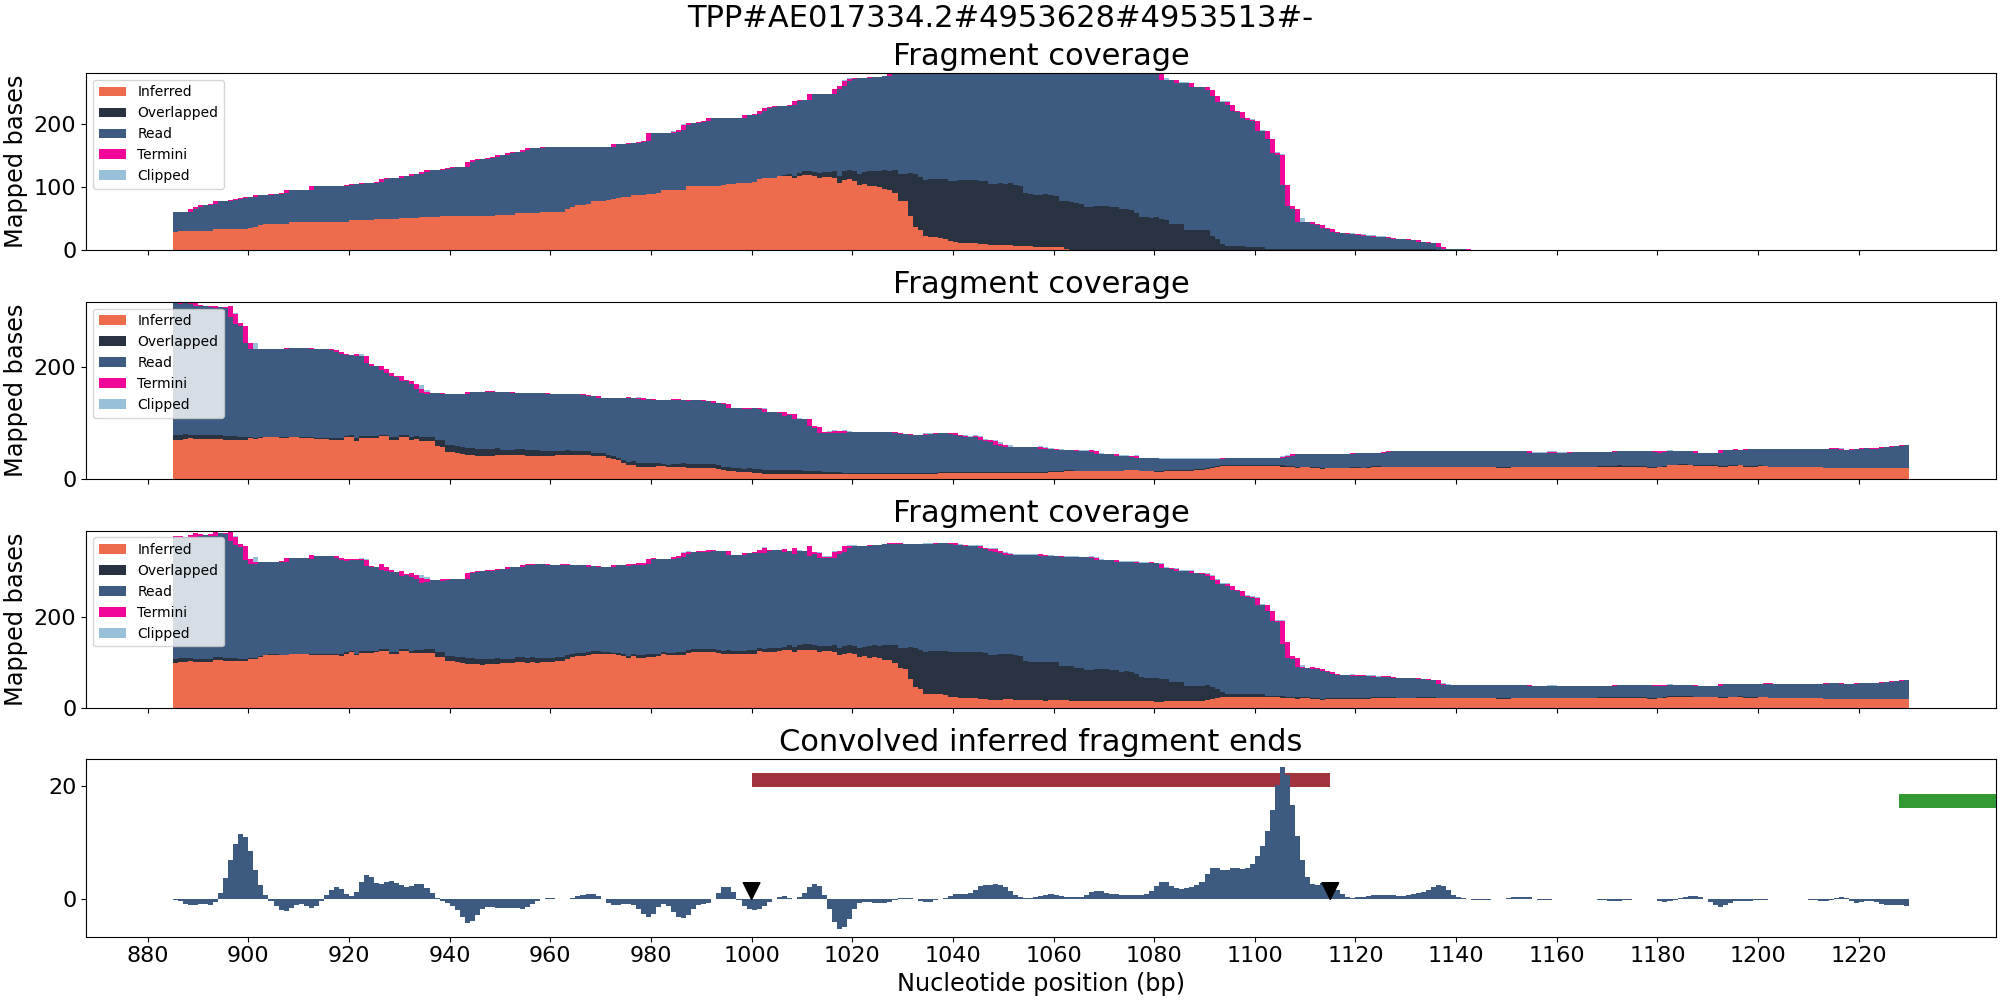 TPP#AE017334.2#4953628#4953513#-
Fragment coverage
Mapped bases
200
100
0
Inferred
Overlapped
Read
Termini
Clipped
Fragment coverage
Mapped bases
200
0
Inferred
Overlapped
Read
Termini
Clipped
Fragment coverage
Mapped bases
200
0
Inferred
Overlapped
Read
Termini
Clipped
Convolved inferred fragment ends
20
0
880 900 920 940 960 980 1000 1020 1040 1060 1080 1100 1120 1140 1160 1180 1200 1220
Nucleotide position (bp)